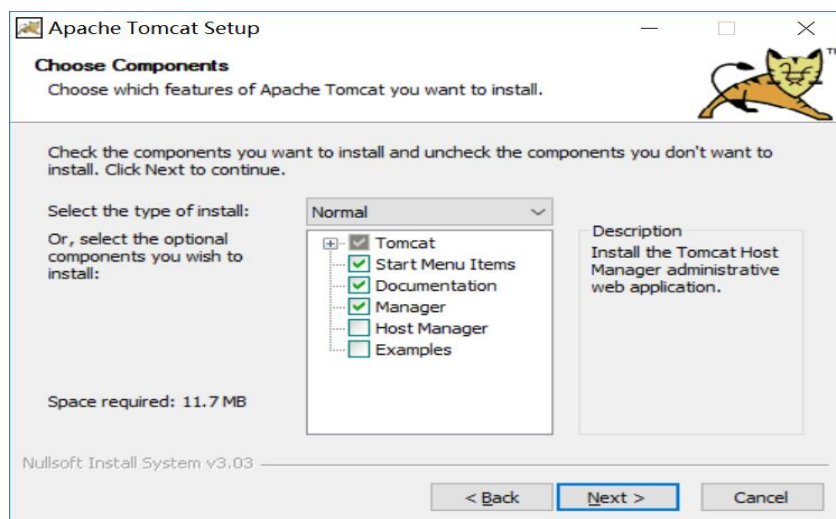 Apache Tomcat Setup
Choose Components
Choose which features of Apache Tomcat you want to install.
TM
Check the components you want to install and uncheck the components you don't want to
install. Click Next to continue.
Select the type of install:
Normal
Or, select the optional
components you wish to
install:
Tomcat
Start Menu Items
Documentation
Manager
Host Manager
Examples
Description
Install the Tomcat Host
Manager administrative
web application.
Space required: 11.7 MB
Nullsoft Install System v3.03
< Back
Next >
Cancel